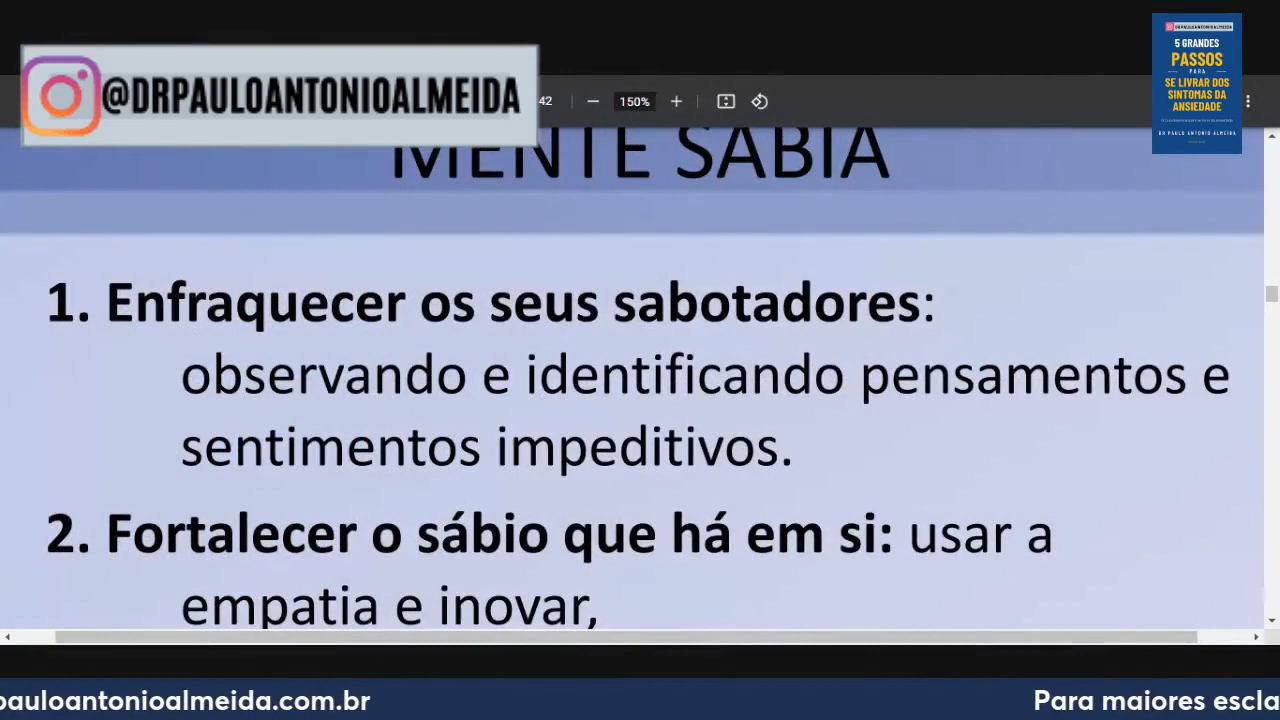 @DRPAULOANTONIOALMEIDA
42
150%
5 GRANDES
PASSOS
PARA
SE LIVRAR DOS
SINTOMAS DA
ANSIEDADE
DR PAULO ANTONIO ALMEIDA
MENTE SÁBIA
1. Enfraquecer os seus sabotadores:
observando e identificando pensamentos e
sentimentos impeditivos.
2. Fortalecer o sábio que há em si: usar a
empatia e inovar,
pauloantonioalmeida.com.br
Para maiores escla